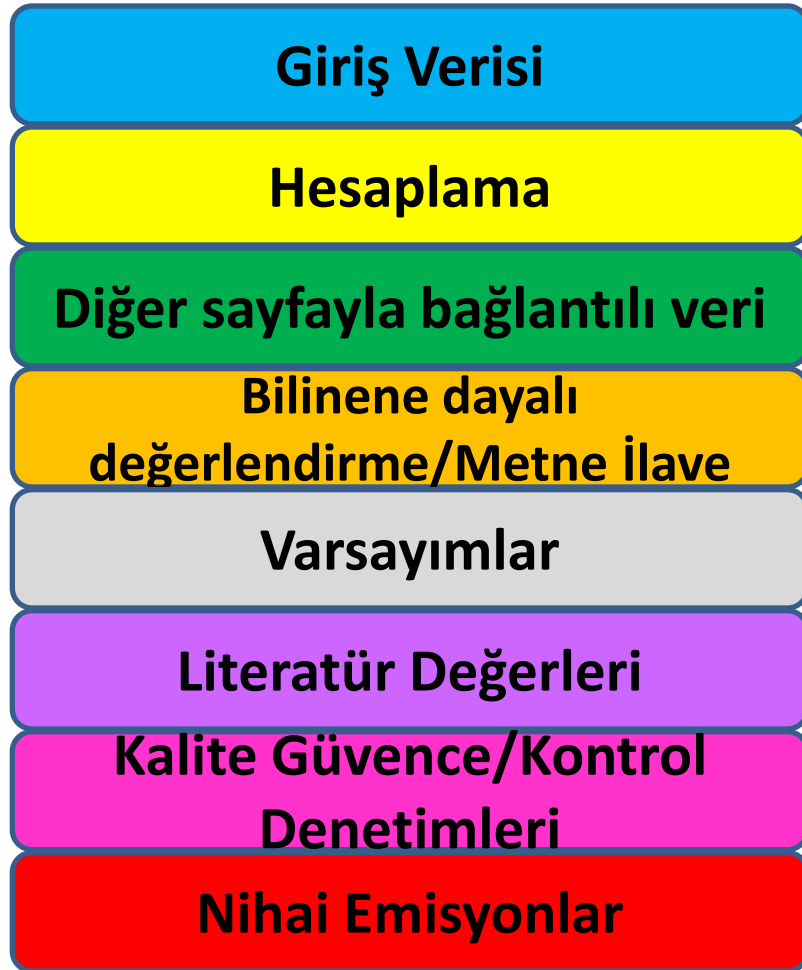 Giriş Verisi
Hesaplama
Diğer sayfayla bağlantılı veri
Bilinene dayalı
değerlendirme/Metne İlave
Varsayımlar
Literatür Değerleri
Kalite Güvence/Kontrol
Denetimleri
Nihai Emisyonlar